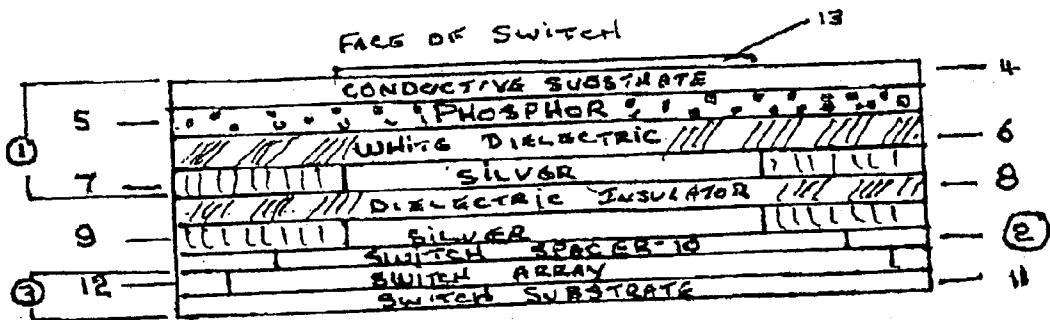 13
FACE OF SWITCH
4
CONDUCTIVE SUBSTRATE
5
PHOSPHOR
6
1
WHITE DIELECTRIC
7
SILVER
8
DIELECTRIC INSULATOR
9
SILVER
2
SWITCH SPACER-10
3
12
SWITCH ARRAY
11
SWITCH SUBSTRATE